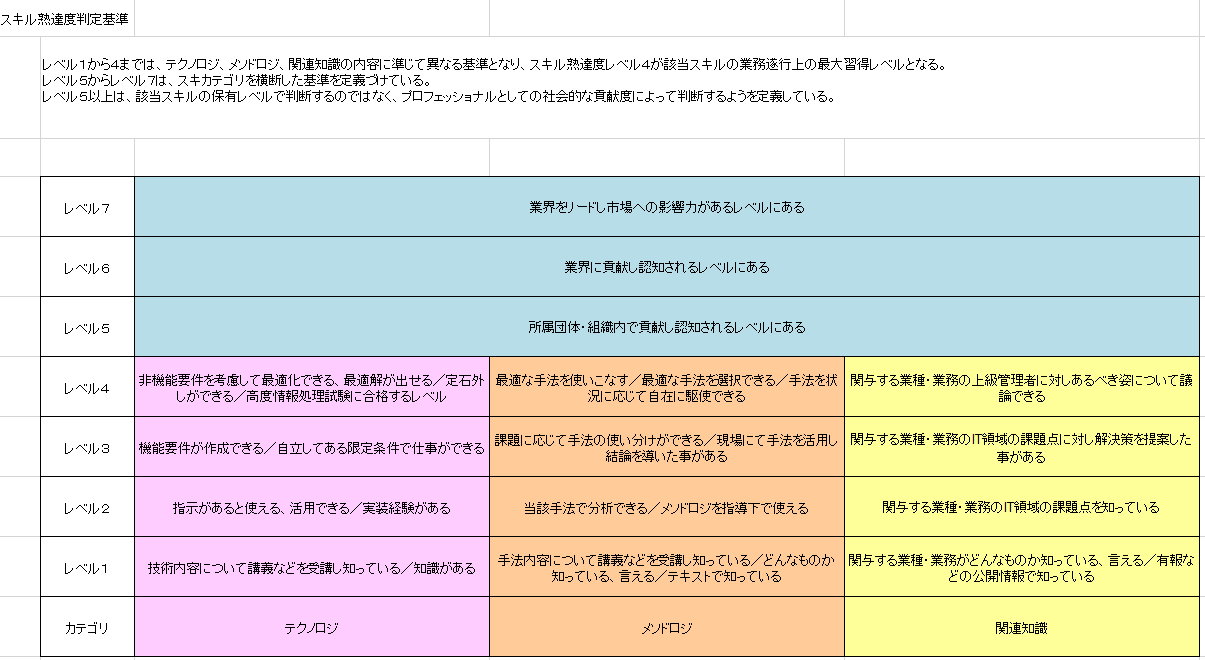 スキル熟達度判定基準
レベル1から4までは、テクノロジ、メンドロジ、関連知識の内容に準じて異なる基準となり、スキル熟達度レベル4が該当スキルの業務遂行上の最大習得レベルとなる。
レベル5からレベル7は、スキカテゴリを横断した基準を定義づけている。
レベル5以上は、該当スキルの保有レベルで判断するのではなく、プロフェッショナルとしての社会的な貢献度によって判断するようを定義している。
レベル7
業界をリードし市場への影響力があるレベルにある
レベル6
業界に貢献し認知されるレベルにある
レベル5
所属団体・組織内で貢献し認知されるレベルにある
レベル4
非機能要件を考慮して最適化できる、最適解が出せる／定石外
しができる／高度情報処理試験に合格するレベル
最適な手法を使いこなす／最適な手法を選択できる／手法を状
況に応じて自在に駆使できる
関与する業種・業務の上級管理者に対しあるべき姿について議
論できる
レベル3
機能要件が作成できる／自立してある限定条件で仕事ができる
課題に応じて手法の使い分けができる／現場にて手法を活用し
結論を導いた事がある
関与する業種・業務のIT領域の課題点に対し解決策を提案した
事がある
レベル2
指示があると使える、活用できる／実装経験がある
当該手法で分析できる／メンドロジを指導下で使える
関与する業種・業務のIT領域の課題点を知っている
レベル1
技術内容について講義などを受講し知っている／知識がある
手法内容について講義などを受講し知っている／どんなものか
知っている、言える／テキストで知っている
関与する業種・業務がどんなものか知っている、言える／有報な
どの公開情報で知っている
カテゴリ
テクノロジ
メンドロジ
関連知識